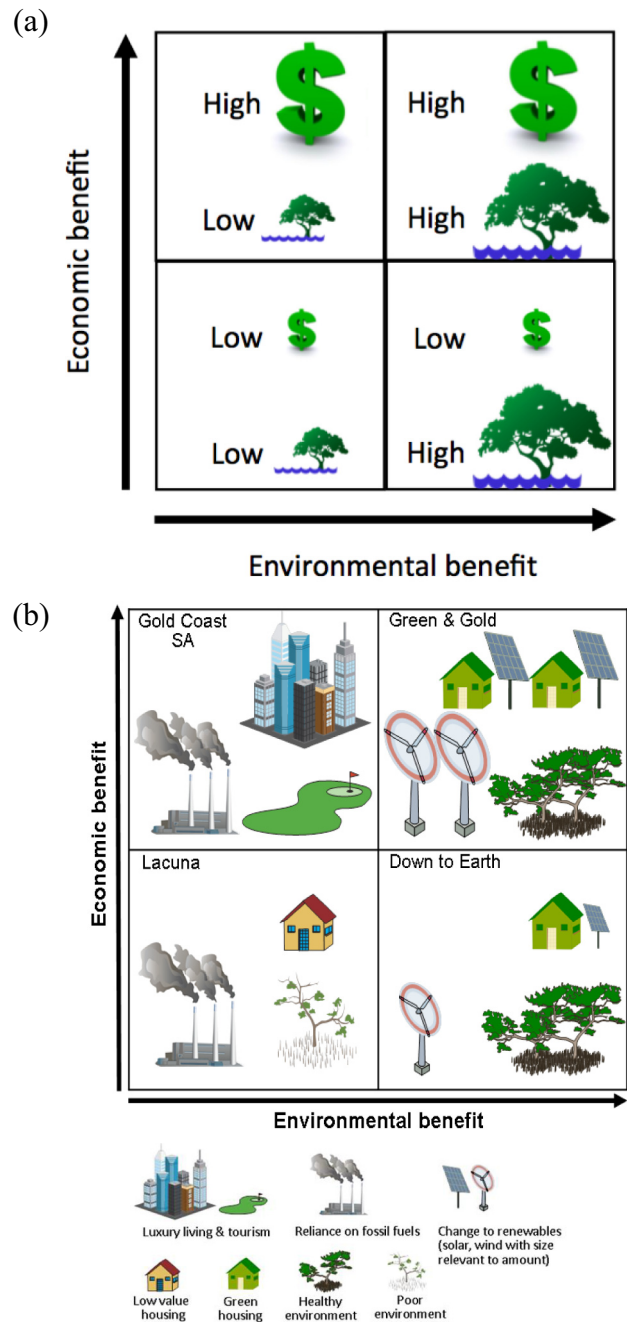 (a)
Economic benefit
High
$
High
$
Low
High
Low
$
Low
$
Low
High
Environmental benefit
(b)
Economic benefit
Gold Coast
SA
Green & Gold
Lacuna
Down to Earth
Environmental benefit
Luxury living & tourism
Reliance on fossil fuels
Change to renewables
(solar, wind with size
relevant to amount)
Low value
housing
Green
housing
Healthy
environment
Poor
environment